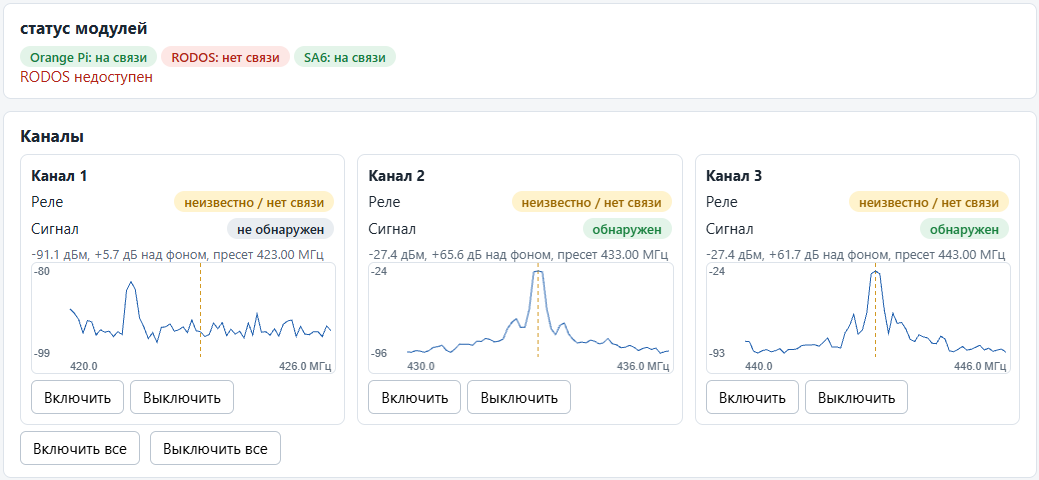 статус модулей
Orange Pi: на связи RODOS: нет связи SA6: на связи
RODOS недоступен
Каналы
Канал 1
Реле неизвестно / нет связи
Сигнал не обнаружен
-91.1 дБм, +5.7 дБ над фоном, пресет 423.00 МГц
-80
-99
420.0 426.0 МГц
Включить Выключить
Канал 2
Реле неизвестно / нет связи
Сигнал обнаружен
-27.4 дБм, +65.6 дБ над фоном, пресет 433.00 МГц
-24
-96
430.0 436.0 МГц
Включить Выключить
Канал 3
Реле неизвестно / нет связи
Сигнал обнаружен
-27.4 дБм, +61.7 дБ над фоном, пресет 443.00 МГц
-24
-93
440.0 446.0 МГц
Включить Выключить
Включить все Выключить все